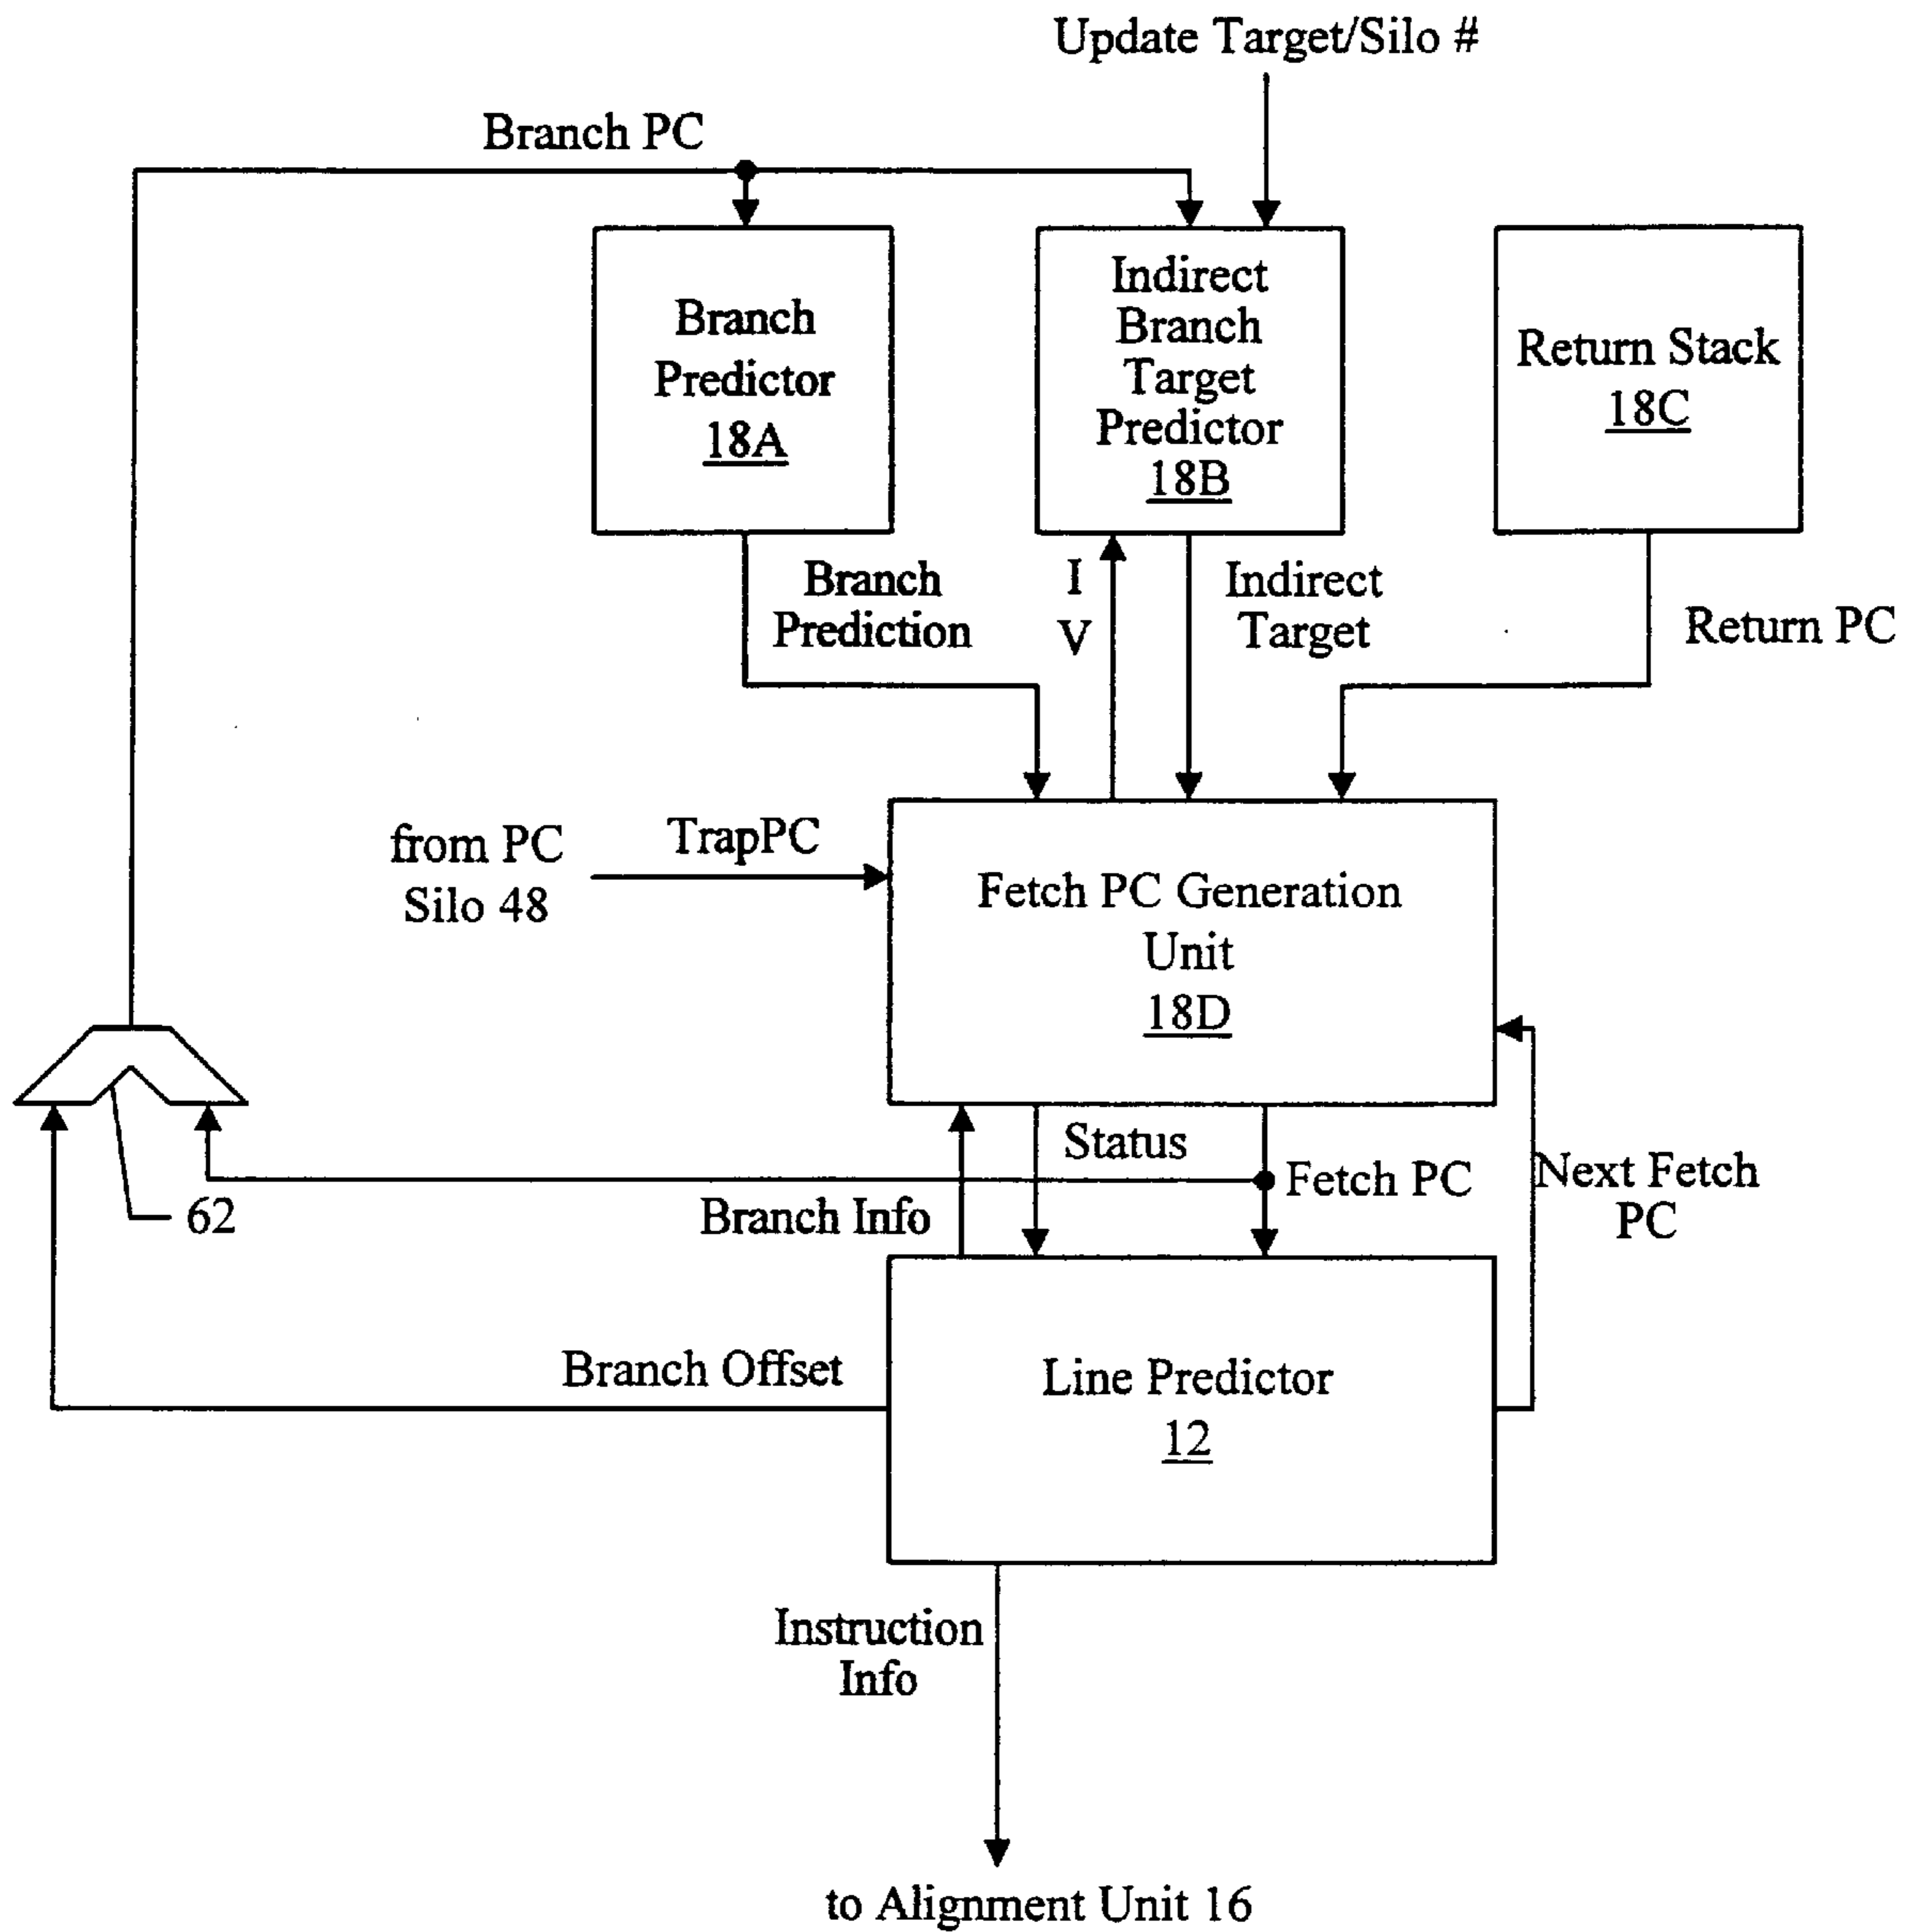 Update Target/Silo #
Branch PC
Branch
Predictor
18A
Indirect
Branch
Target
Predictor
18B
Return Stack
18C
Branch
Prediction
I
V
Indirect
Target
Return PC
from PC
Silo 48
TrapPC
Fetch PC Generation
Unit
18D
Status
Fetch PC
Next Fetch
PC
62
Branch Info
Branch Offset
Line Predictor
12
Instruction
Info
to Alignment Unit 16